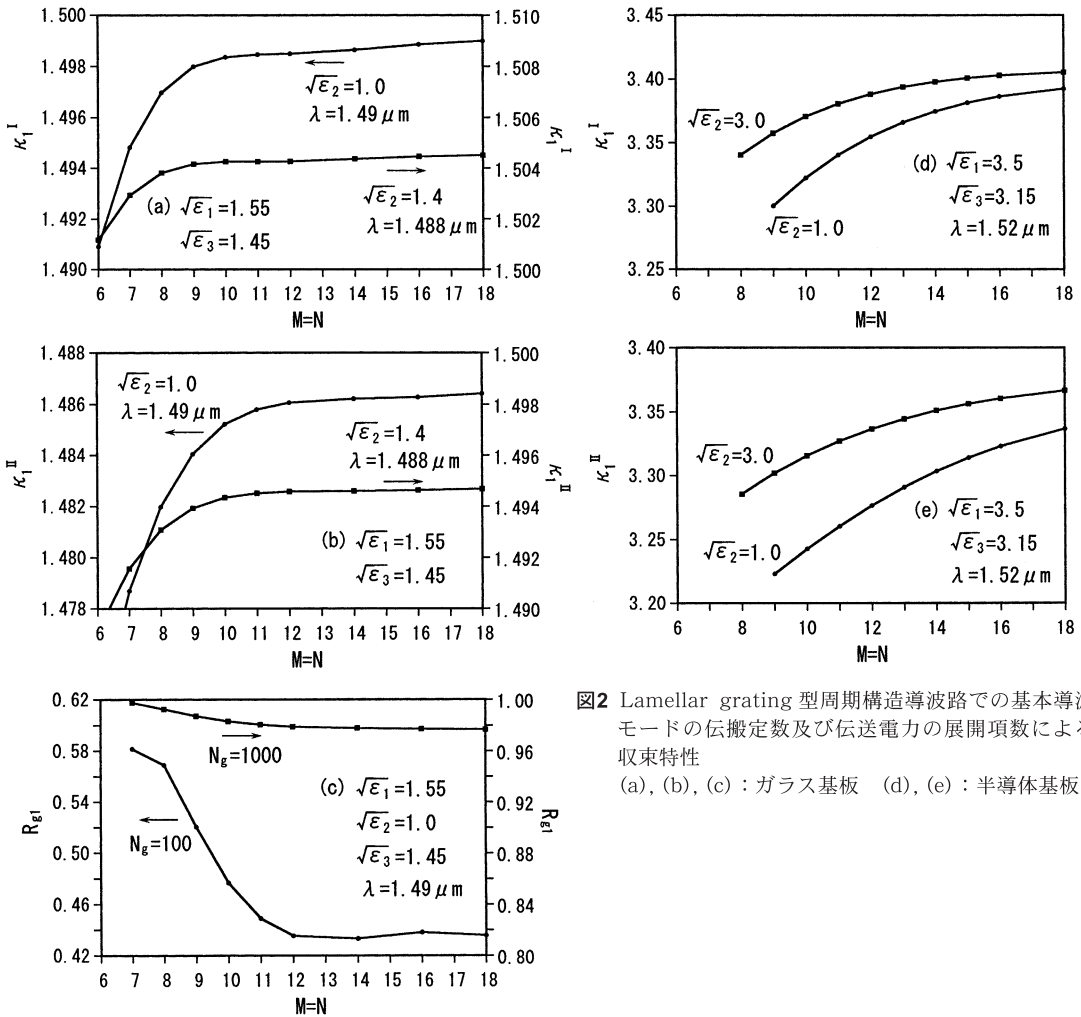 1.500
1.498
1.496
1.494
1.492
1.490
κ₁ᴵ
1.510
1.508
1.506
1.504
1.502
1.500
κ₁ᴵ
√ε₂=1.0
λ=1.49μm
√ε₂=1.4
λ=1.488μm
(a) √ε₁=1.55
√ε₃=1.45
6 7 8 9 10 11 12 14 16 18
M=N
3.45
3.40
3.35
3.30
3.25
κ₁ᴵ
√ε₂=3.0
√ε₂=1.0
(d) √ε₁=3.5
√ε₃=3.15
λ=1.52μm
6 8 10 12 14 16 18
M=N
1.488
1.486
1.484
1.482
1.480
1.478
κ₁ᴵᴵ
1.500
1.498
1.496
1.494
1.492
1.490
κ₁ᴵᴵ
√ε₂=1.0
λ=1.49μm
√ε₂=1.4
λ=1.488μm
(b) √ε₁=1.55
√ε₃=1.45
6 7 8 9 10 11 12 14 16 18
M=N
3.40
3.35
3.30
3.25
3.20
κ₁ᴵᴵ
√ε₂=3.0
√ε₂=1.0
(e) √ε₁=3.5
√ε₃=3.15
λ=1.52μm
6 8 10 12 14 16 18
M=N
0.62
0.58
0.54
0.50
0.46
0.42
R_g1
1.00
0.96
0.92
0.88
0.84
0.80
R_g1
N_g=1000
N_g=100
(c) √ε₁=1.55
√ε₂=1.0
√ε₃=1.45
λ=1.49μm
6 7 8 9 10 11 12 14 16 18
M=N
図2 Lamellar grating 型周期構造導波路での基本導波
モードの伝搬定数及び伝送電力の展開項数による
収束特性
(a), (b), (c)：ガラス基板 (d), (e)：半導体基板